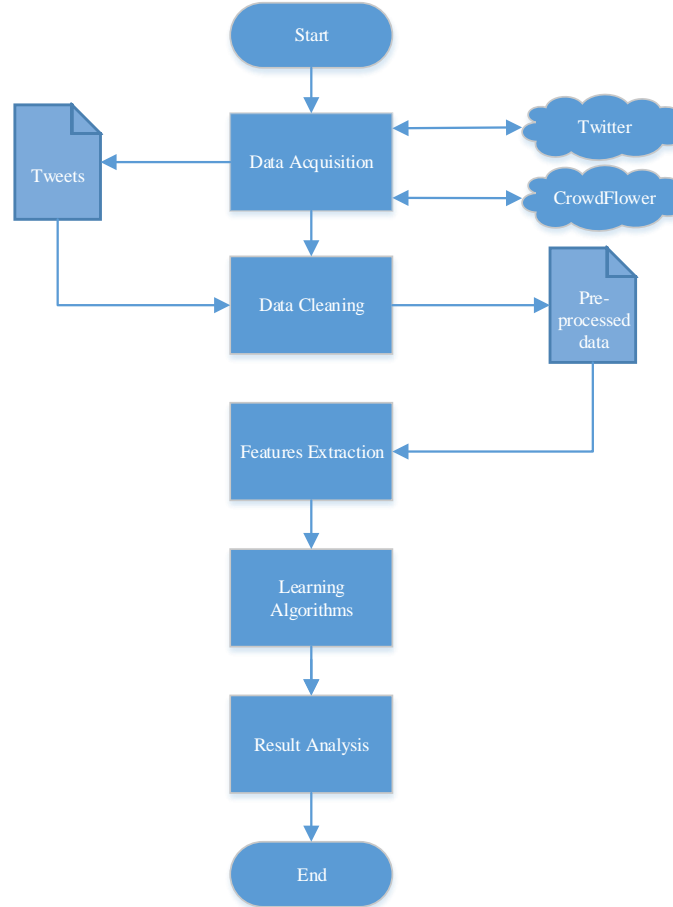 Start
Twitter
Data Acquisition
Tweets
CrowdFlower
Data Cleaning
Pre-
processed
data
Features Extraction
Learning
Algorithms
Result Analysis
End